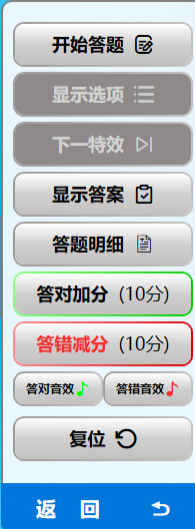 开始答题
显示选项
下一特效
显示答案
答题明细
答对加分 (10分)
答错减分 (10分)
答对音效 答错音效
复位
返 回